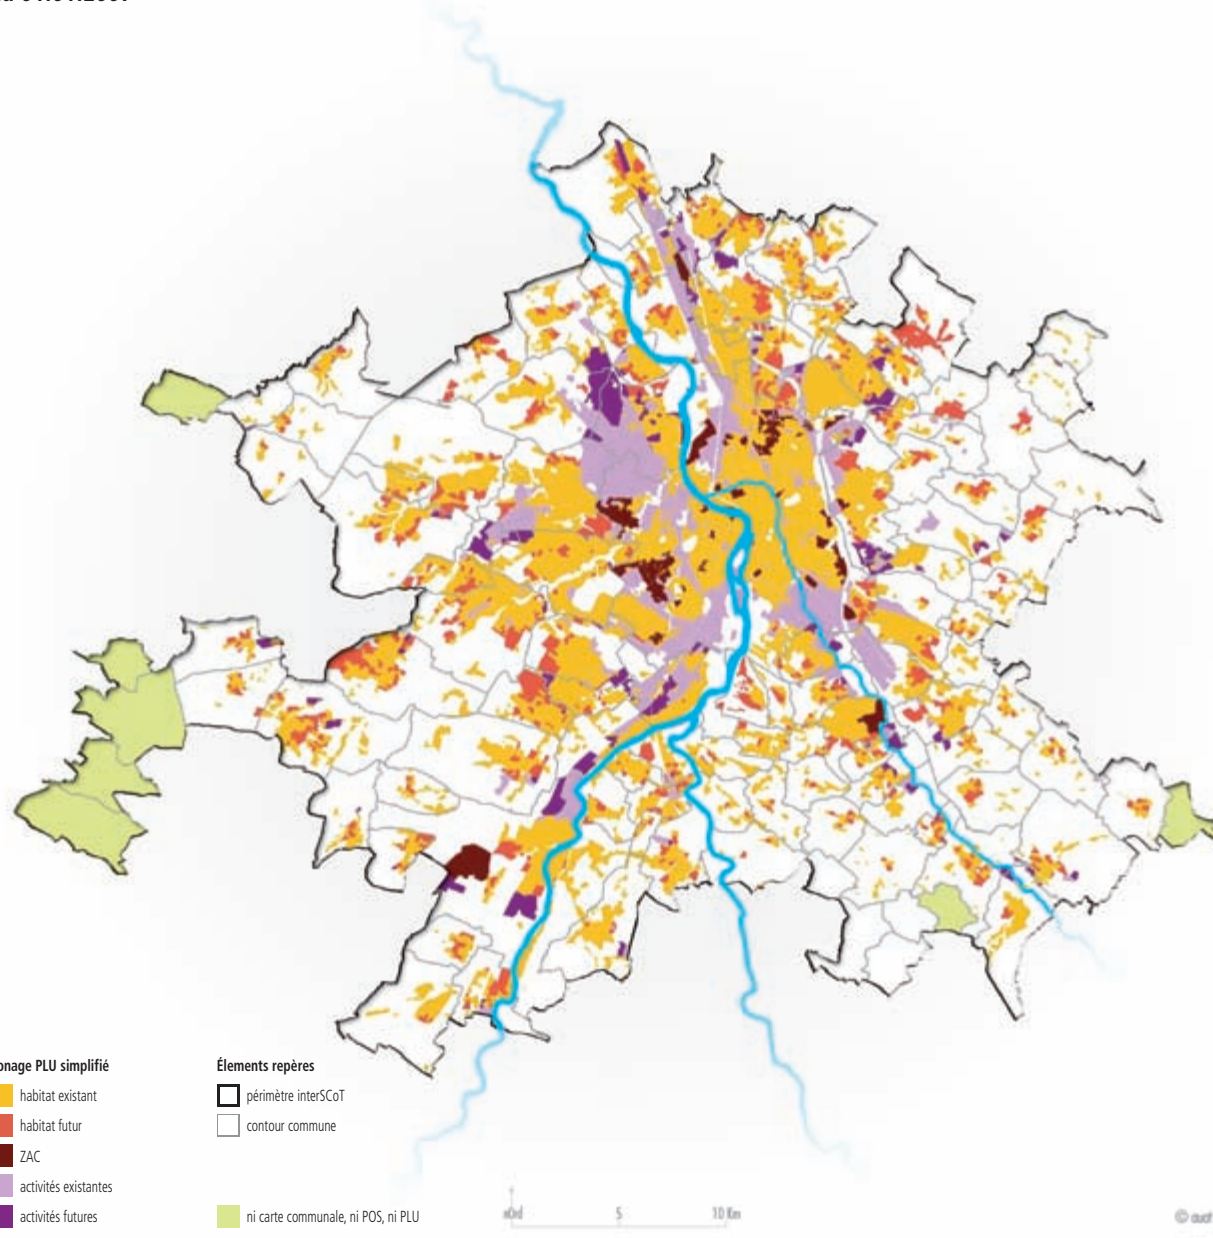 onage PLU simplifié
habitat existant
habitat futur
ZAC
activités existantes
activités futures
Élements repères
périmètre interSCoT
contour commune
ni carte communale, ni POS, ni PLU
nOrd 5 10 Km
©